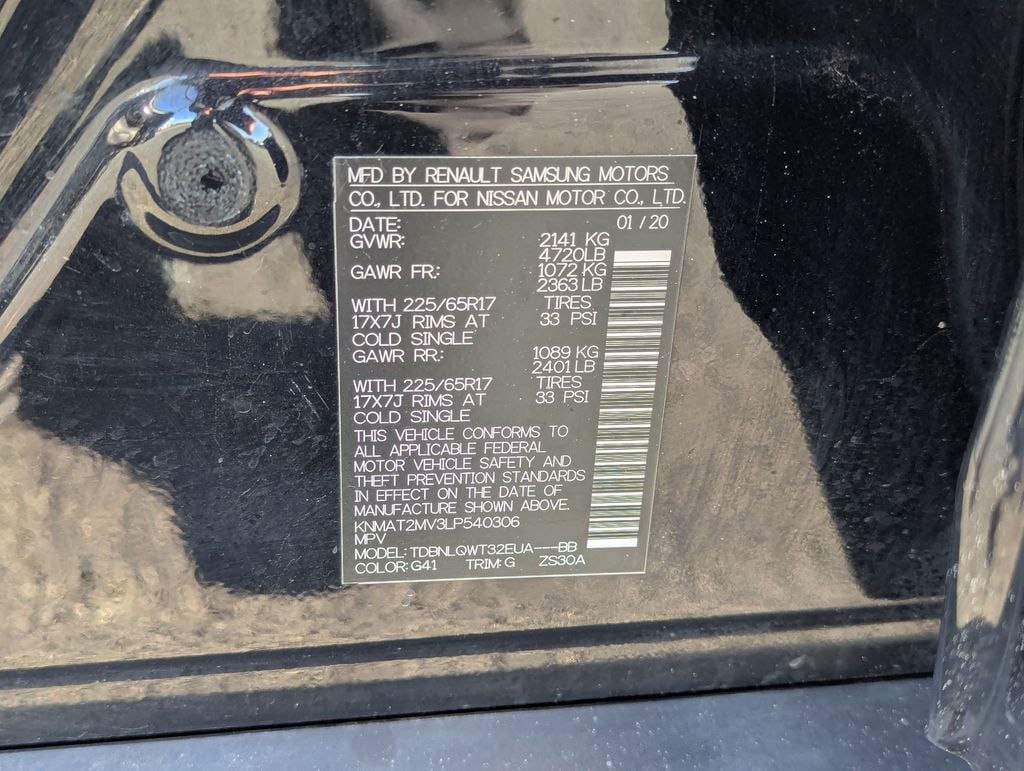 MFD BY RENAULT SAMSUNG MOTORS
CO., LTD. FOR NISSAN MOTOR CO., LTD.
DATE: 01 / 20
GVWR: 2141 KG
4720LB
GAWR FR: 1072 KG
2363 LB
WITH 225/65R17 TIRES
17X7J RIMS AT 33 PSI
COLD SINGLE
GAWR RR: 1089 KG
2401 LB
WITH 225/65R17 TIRES
17X7J RIMS AT 33 PSI
COLD SINGLE
THIS VEHICLE CONFORMS TO
ALL APPLICABLE FEDERAL
MOTOR VEHICLE SAFETY AND
THEFT PREVENTION STANDARDS
IN EFFECT ON THE DATE OF
MANUFACTURE SHOWN ABOVE.
KNMAT2MV3LP540306
MPV
MODEL: TDBNLQWT32EUA---BB
COLOR: G41 TRIM: G ZS30A